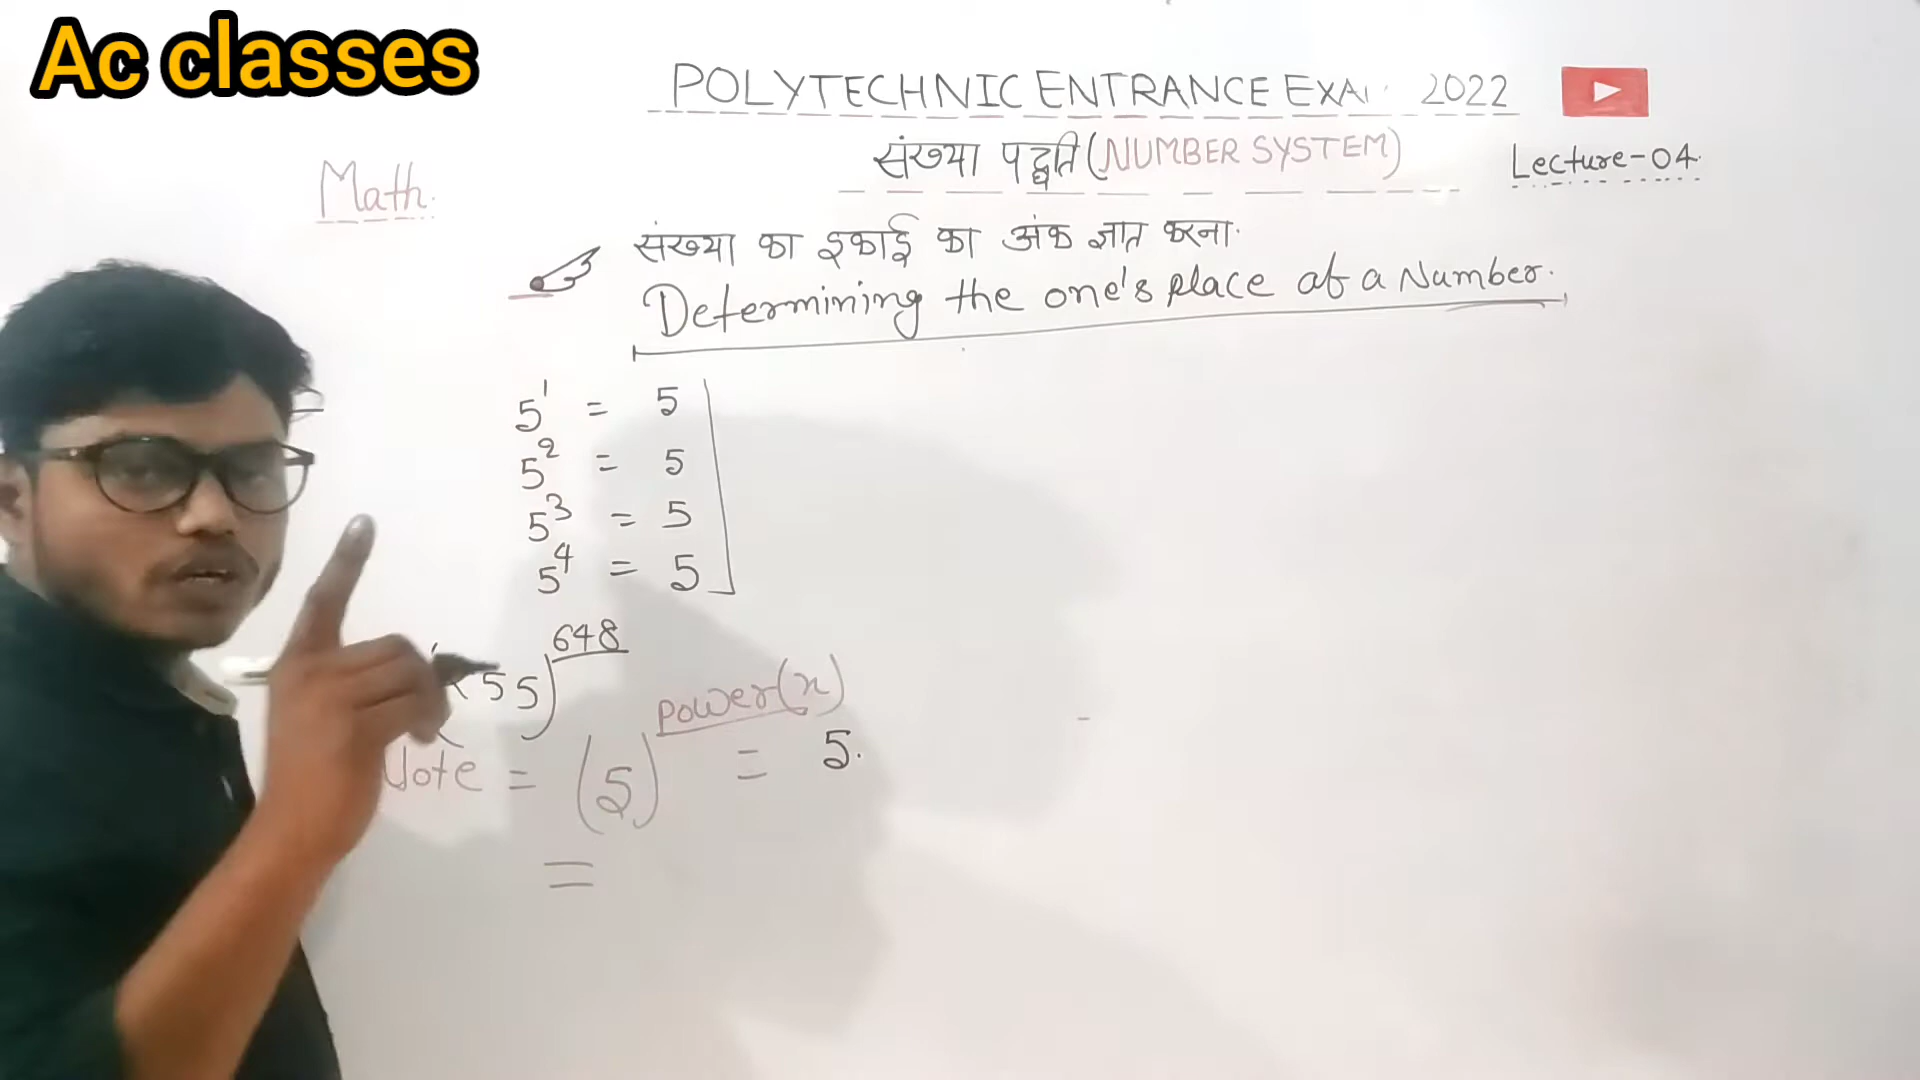 Ac classes
POLYTECHNIC ENTRANCE EXA 2022
संख्या पद्धति (NUMBER SYSTEM)
Lecture-04.
Math.
संख्या का इकाई का अंक ज्ञात करना.
Determining the one's place of a Number.
5¹ = 5
5² = 5
5³ = 5
5⁴ = 5
55)⁶⁴⁸
power(x)
Note = (5) = 5.
=